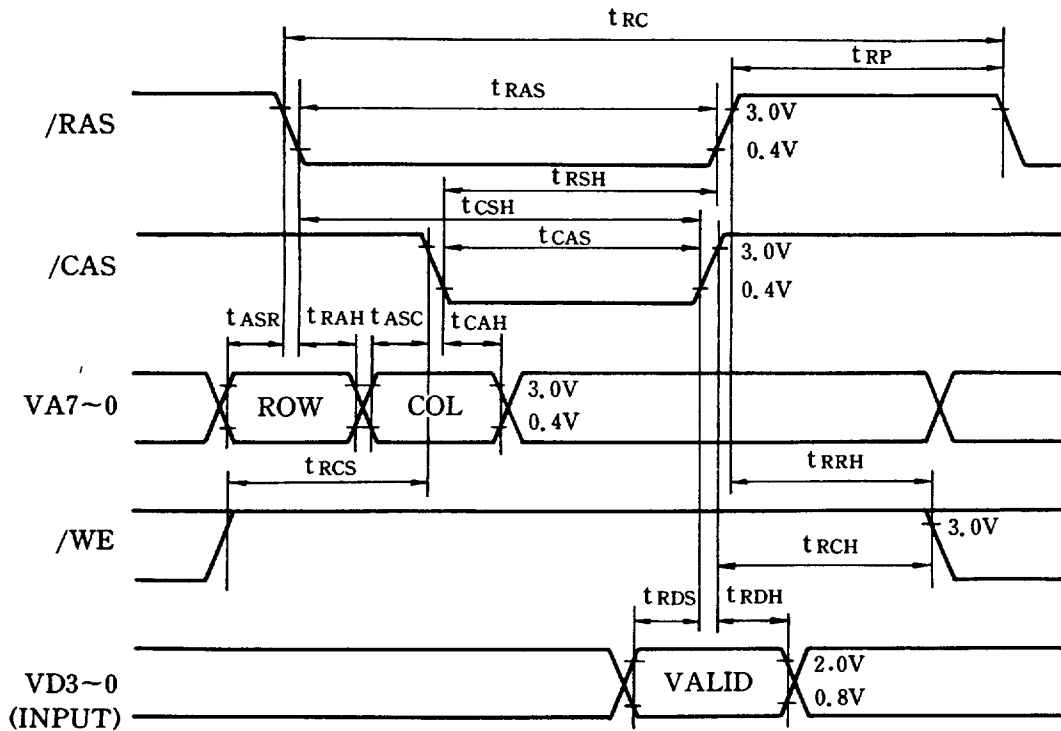 tRC
tRP
tRAS
/RAS
3.0V
0.4V
tRSH
tCSH
tCAS
/CAS
3.0V
0.4V
tASR tRAH tASC tCAH
VA7~0
ROW
COL
3.0V
0.4V
tRCS
tRRH
/WE
3.0V
tRCH
tRDS tRDH
VD3~0
(INPUT)
VALID
2.0V
0.8V